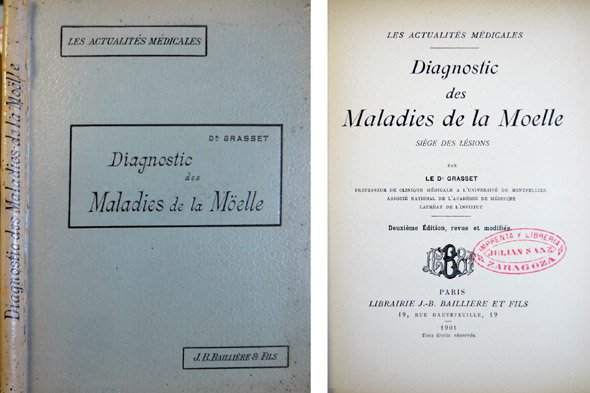 Diagnostic des Maladies de la Moëlle
LES ACTUALITÉS MÉDICALES
Dr GRASSET
Diagnostic
des
Maladies de la Möelle
J. B. BAILLIÈRE & FILS
LES ACTUALITÉS MÉDICALES
Diagnostic
des
Maladies de la Moelle
SIÈGE DES LÉSIONS
PAR
LE Dr GRASSET
PROFESSEUR DE CLINIQUE MÉDICALE A L'UNIVERSITÉ DE MONTPELLIER
ASSOCIÉ NATIONAL DE L'ACADÉMIE DE MÉDECINE
LAURÉAT DE L'INSTITUT
Deuxième Édition, revue et modifiée.
IMPRENTA Y LIBRERIA
JULIAN SANZ
ZARAGOZA
PARIS
LIBRAIRIE J.-B. BAILLIÈRE ET FILS
19, RUE HAUTEFEUILLE, 19
1901
Tous droits réservés.